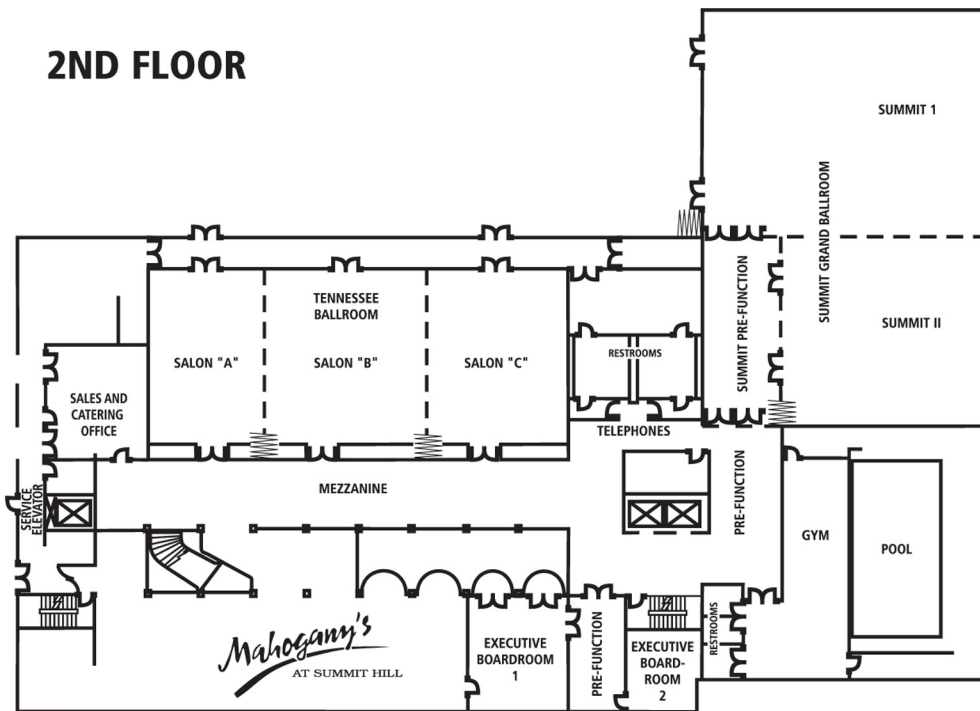 2ND FLOOR
SUMMIT 1
SUMMIT GRAND BALLROOM
SUMMIT PRE-FUNCTION
SUMMIT II
TENNESSEE
BALLROOM
SALON "A"
SALON "B"
SALON "C"
RESTROOMS
SALES AND
CATERING
OFFICE
TELEPHONES
MEZZANINE
SERVICE
ELEVATOR
PRE-FUNCTION
GYM
POOL
Mahogany's
AT SUMMIT HILL
EXECUTIVE
BOARDROOM
1
PRE-FUNCTION
EXECUTIVE
BOARD-
ROOM
2
RESTROOMS